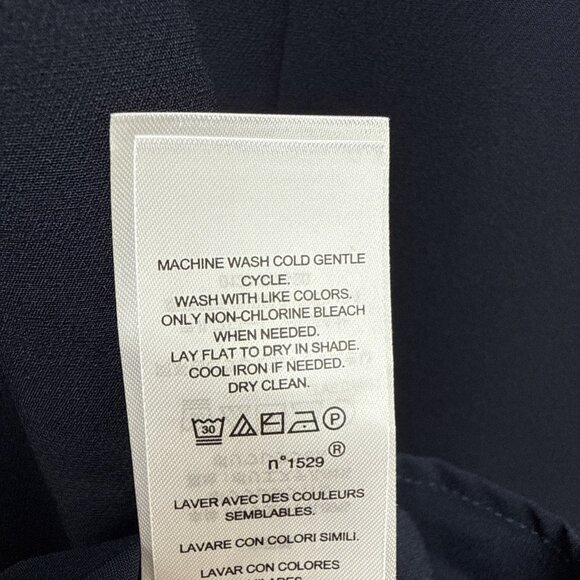 MACHINE WASH COLD GENTLE
CYCLE.
WASH WITH LIKE COLORS.
ONLY NON-CHLORINE BLEACH
WHEN NEEDED.
LAY FLAT TO DRY IN SHADE.
COOL IRON IF NEEDED.
DRY CLEAN.
30 P
n°1529 ®
LAVER AVEC DES COULEURS
SEMBLABLES.
LAVARE CON COLORI SIMILI.
LAVAR CON COLORES